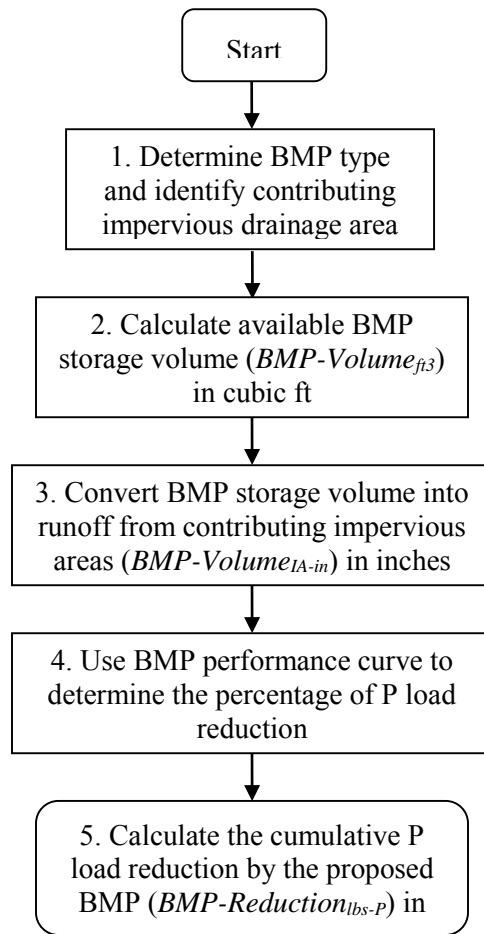 Start
1. Determine BMP type
and identify contributing
impervious drainage area
2. Calculate available BMP
storage volume (BMP-Volume_ft3)
in cubic ft
3. Convert BMP storage volume into
runoff from contributing impervious
areas (BMP-Volume_IA-in) in inches
4. Use BMP performance curve to
determine the percentage of P load
reduction
5. Calculate the cumulative P
load reduction by the proposed
BMP (BMP-Reduction_lbs-P) in